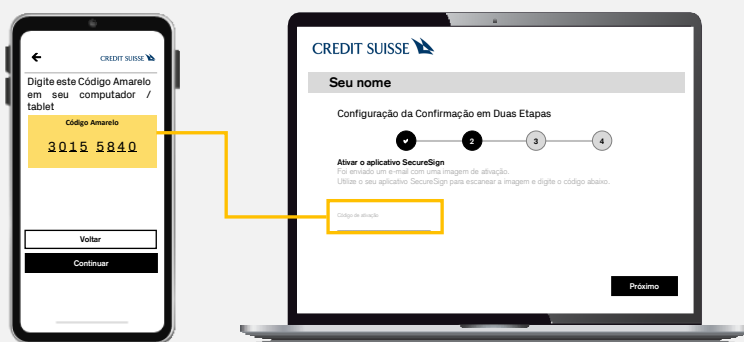 CREDIT SUISSE
Digite este Código Amarelo
em seu computador /
tablet
Código Amarelo
3015 5840
Voltar
Continuar
CREDIT SUISSE
Seu nome
Configuração da Confirmação em Duas Etapas
2
3
4
Ativar o aplicativo SecureSign
Foi enviado um e-mail com uma imagem de ativação.
Utilize o seu aplicativo SecureSign para escanear a imagem e digite o código abaixo.
Código de ativação
Próximo